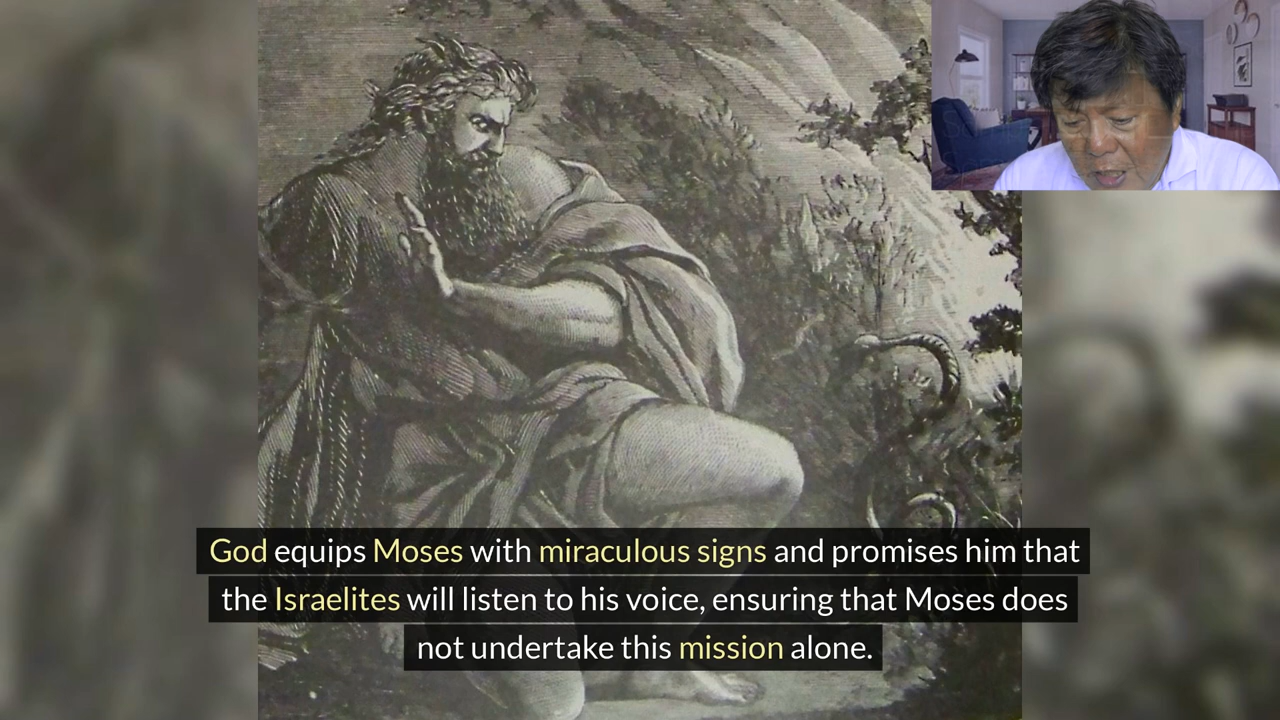 God equips Moses with miraculous signs and promises him that
the Israelites will listen to his voice, ensuring that Moses does
not undertake this mission alone.